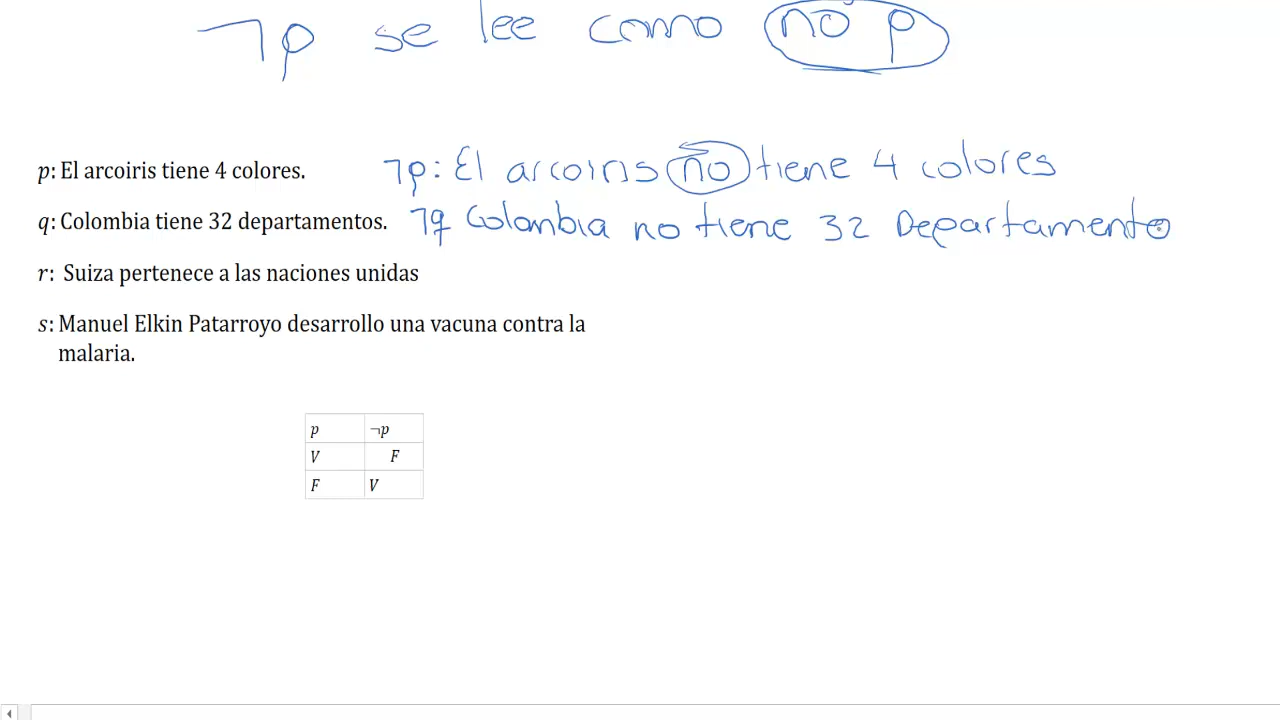 ¬p se lee como no p
p: El arcoiris tiene 4 colores. ¬p: El arcoiris no tiene 4 colores
q: Colombia tiene 32 departamentos. ¬q Colombia no tiene 32 Departamento
r: Suiza pertenece a las naciones unidas
s: Manuel Elkin Patarroyo desarrollo una vacuna contra la
malaria.
p ¬p
V F
F V